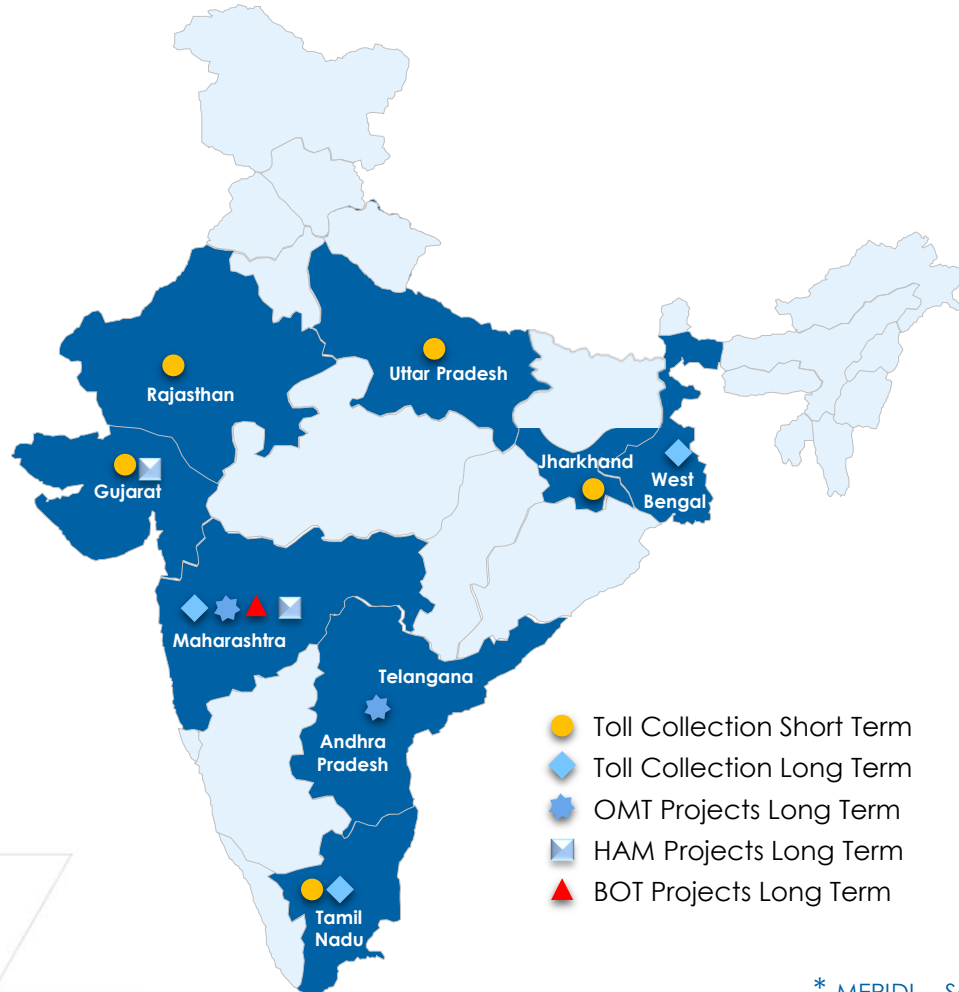 Rajasthan
Uttar Pradesh
Gujarat
Jharkhand
West
Bengal
Maharashtra
Telangana
Andhra
Pradesh
Tamil
Nadu
Toll Collection Short Term
Toll Collection Long Term
OMT Projects Long Term
HAM Projects Long Term
BOT Projects Long Term
*